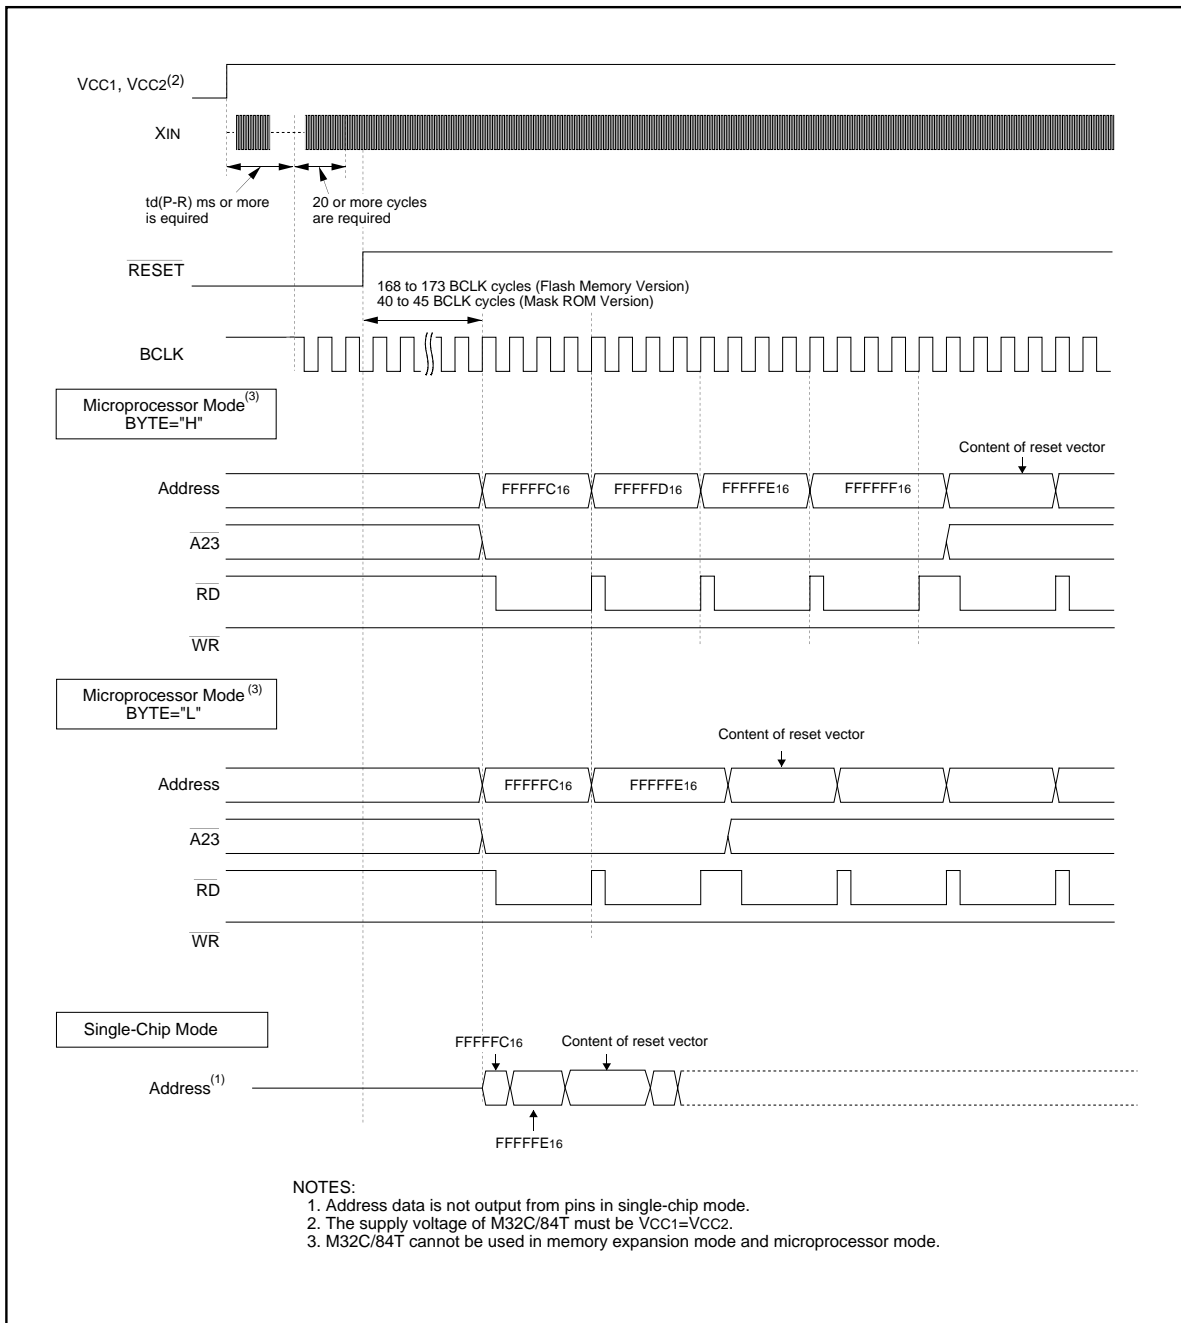 VCC1, VCC2(2)
XIN
td(P-R) ms or more
is equired
20 or more cycles
are required
RESET
168 to 173 BCLK cycles (Flash Memory Version)
40 to 45 BCLK cycles (Mask ROM Version)
BCLK
Microprocessor Mode(3)
BYTE="H"
Content of reset vector
Address
FFFFFC16
FFFFFD16
FFFFFE16
FFFFFF16
A23
RD
WR
Microprocessor Mode(3)
BYTE="L"
Content of reset vector
Address
FFFFFC16
FFFFFE16
A23
RD
WR
Single-Chip Mode
FFFFFC16
Content of reset vector
Address(1)
FFFFFE16
NOTES:
1. Address data is not output from pins in single-chip mode.
2. The supply voltage of M32C/84T must be VCC1=VCC2.
3. M32C/84T cannot be used in memory expansion mode and microprocessor mode.